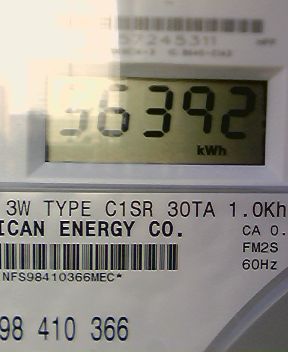 57245311
56392
kWh
3W TYPE C1SR 30TA 1.0Kh
ICAN ENERGY CO.
CA 0.
FM2S
60Hz
NFS98410366MEC*
98 410 366